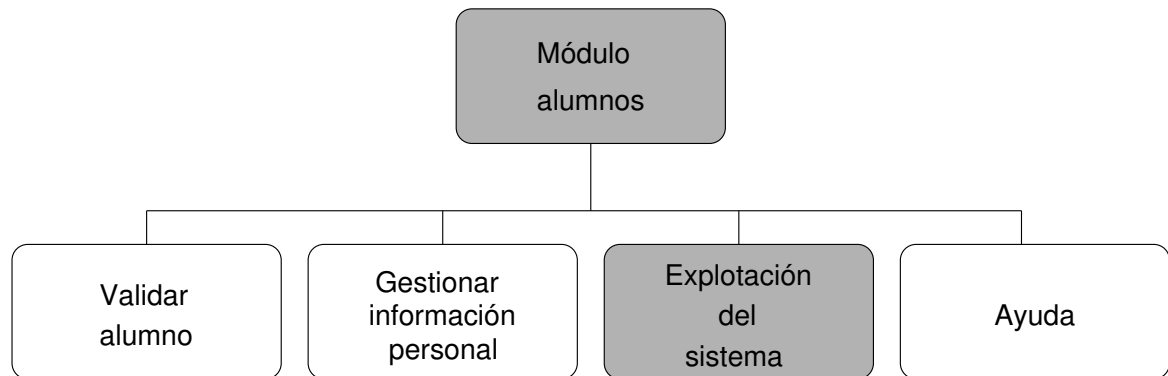 Módulo
alumnos
Validar
alumno
Gestionar
información
personal
Explotación
del
sistema
Ayuda